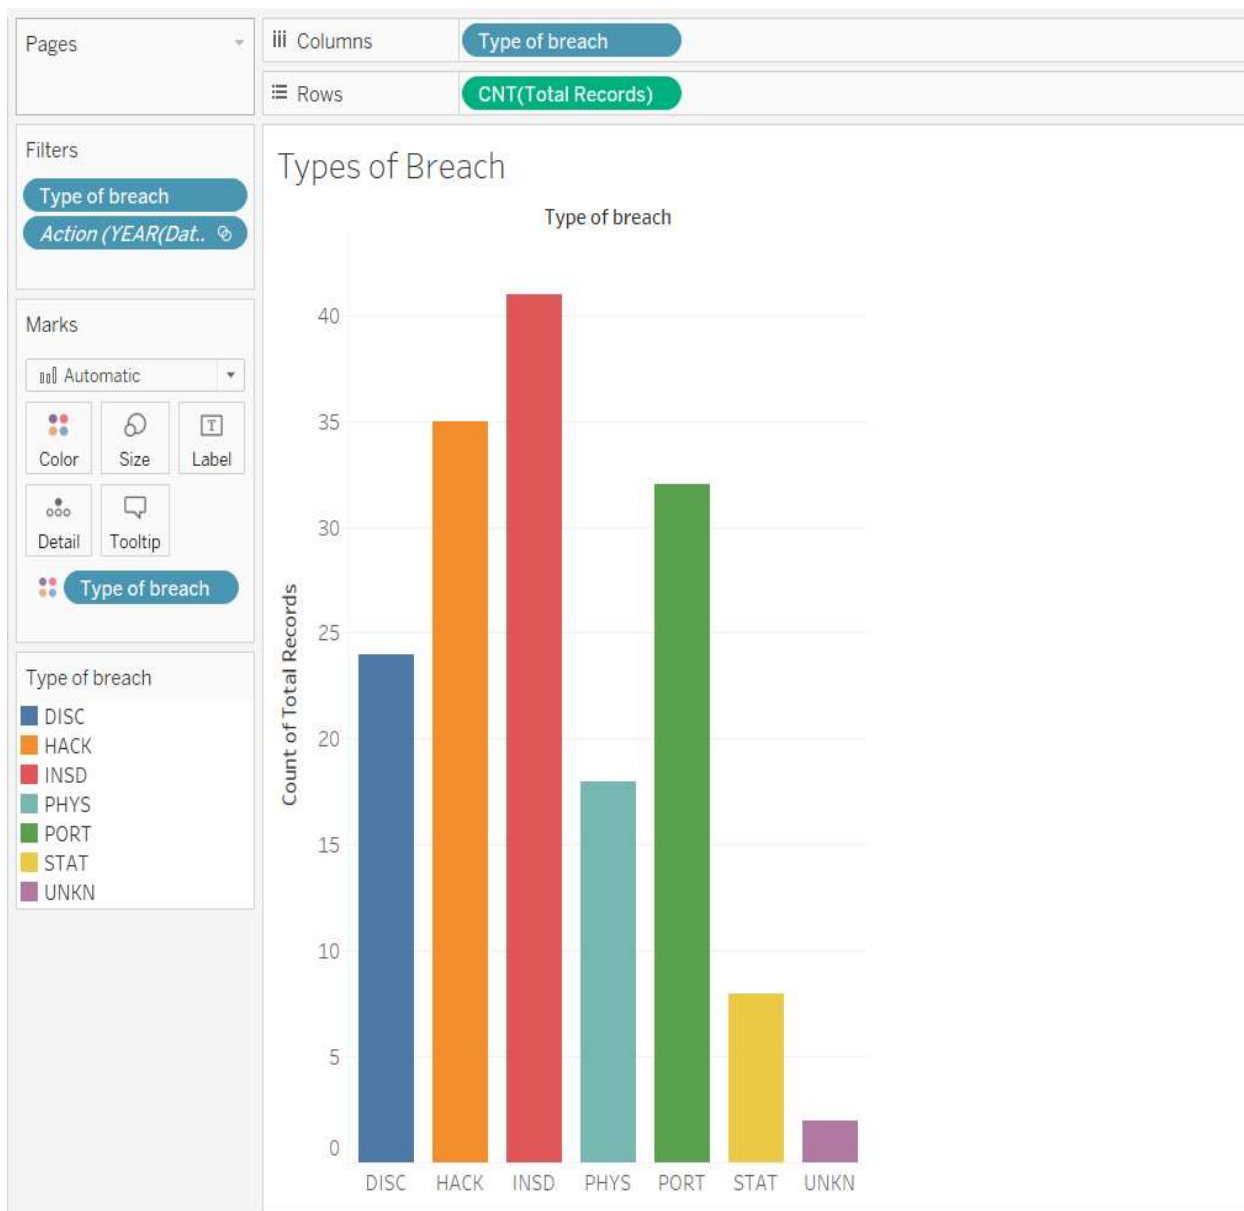 Pages
Columns
Type of breach
Rows
CNT(Total Records)
Filters
Type of breach
Action (YEAR(Dat..
Marks
Automatic
Color
Size
Label
Detail
Tooltip
Type of breach
Type of breach
DISC
HACK
INSD
PHYS
PORT
STAT
UNKN
Types of Breach
Type of breach
Count of Total Records
40
35
30
25
20
15
10
5
0
DISC HACK INSD PHYS PORT STAT UNKN